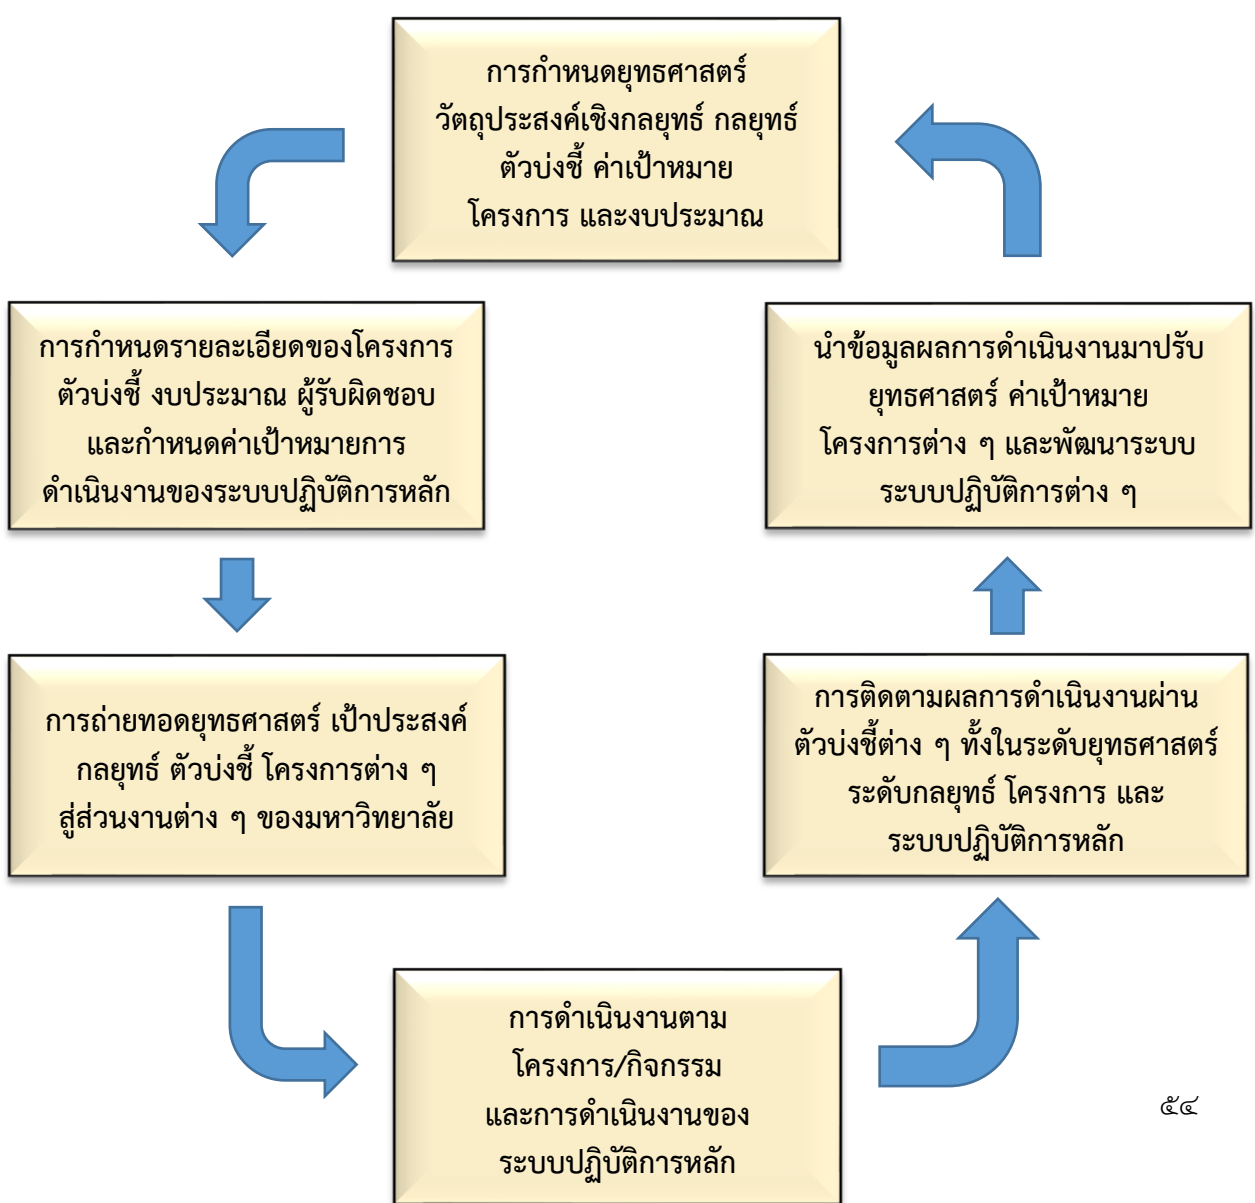 การกำหนดยุทธศาสตร์
วัตถุประสงค์เชิงกลยุทธ์ กลยุทธ์
ตัวบ่งชี้ ค่าเป้าหมาย
โครงการ และงบประมาณ
การกำหนดรายละเอียดของโครงการ
ตัวบ่งชี้ งบประมาณ ผู้รับผิดชอบ
และกำหนดค่าเป้าหมายการ
ดำเนินงานของระบบปฏิบัติการหลัก
การถ่ายทอดยุทธศาสตร์ เป้าประสงค์
กลยุทธ์ ตัวบ่งชี้ โครงการต่าง ๆ
สู่ส่วนงานต่าง ๆ ของมหาวิทยาลัย
การดำเนินงานตาม
โครงการ/กิจกรรม
และการดำเนินงานของ
ระบบปฏิบัติการหลัก
การติดตามผลการดำเนินงานผ่าน
ตัวบ่งชี้ต่าง ๆ ทั้งในระดับยุทธศาสตร์
ระดับกลยุทธ์ โครงการ และ
ระบบปฏิบัติการหลัก
นำข้อมูลผลการดำเนินงานมาปรับ
ยุทธศาสตร์ ค่าเป้าหมาย
โครงการต่าง ๆ และพัฒนาระบบ
ระบบปฏิบัติการต่าง ๆ
๕๔